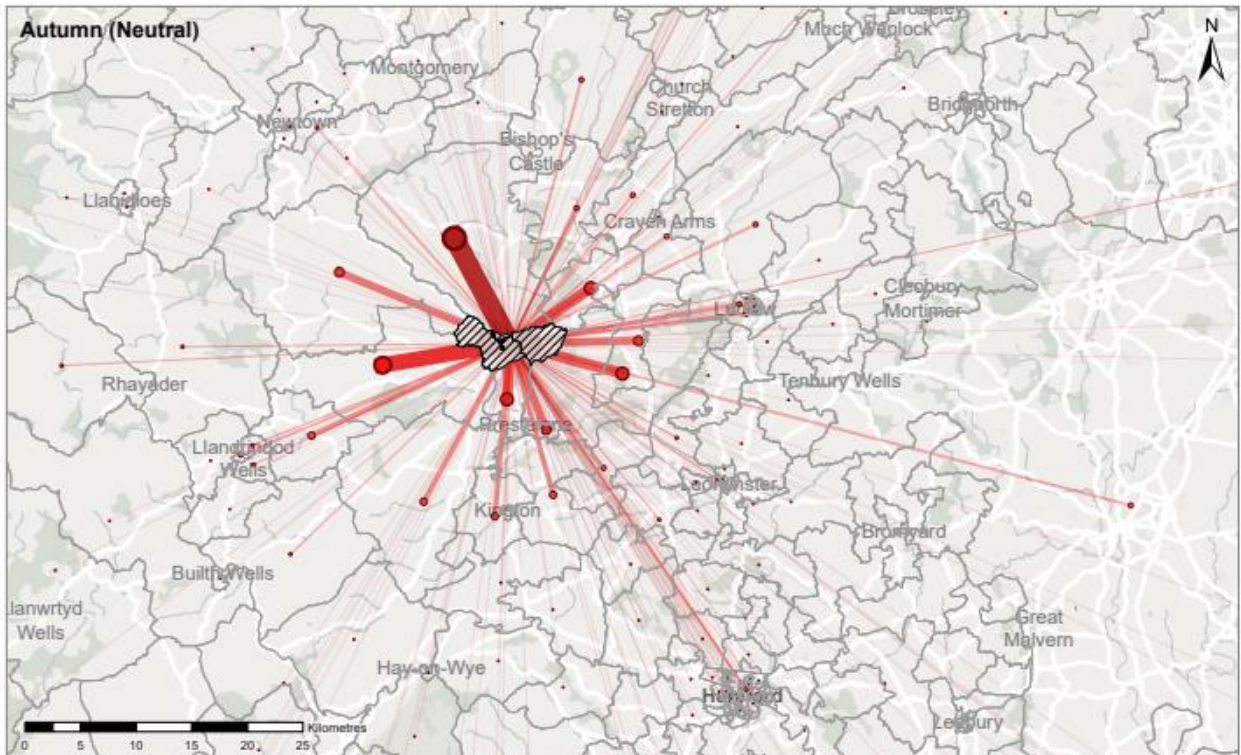 Autumn (Neutral)
N
Broseley
Much Wenlock
Montgomery
Church
Stretton
Bridgnorth
Newtown
Bishop's
Castle
Llanidloes
Craven Arms
Cleobury
Mortimer
Ludlow
Rhayader
Tenbury Wells
Presteigne
Llandrindod
Wells
Leominster
Kington
Bromyard
Builth Wells
Llanwrtyd
Wells
Great
Malvern
Hay-on-Wye
Hereford
Ledbury
Kilometres
0 5 10 15 20 25